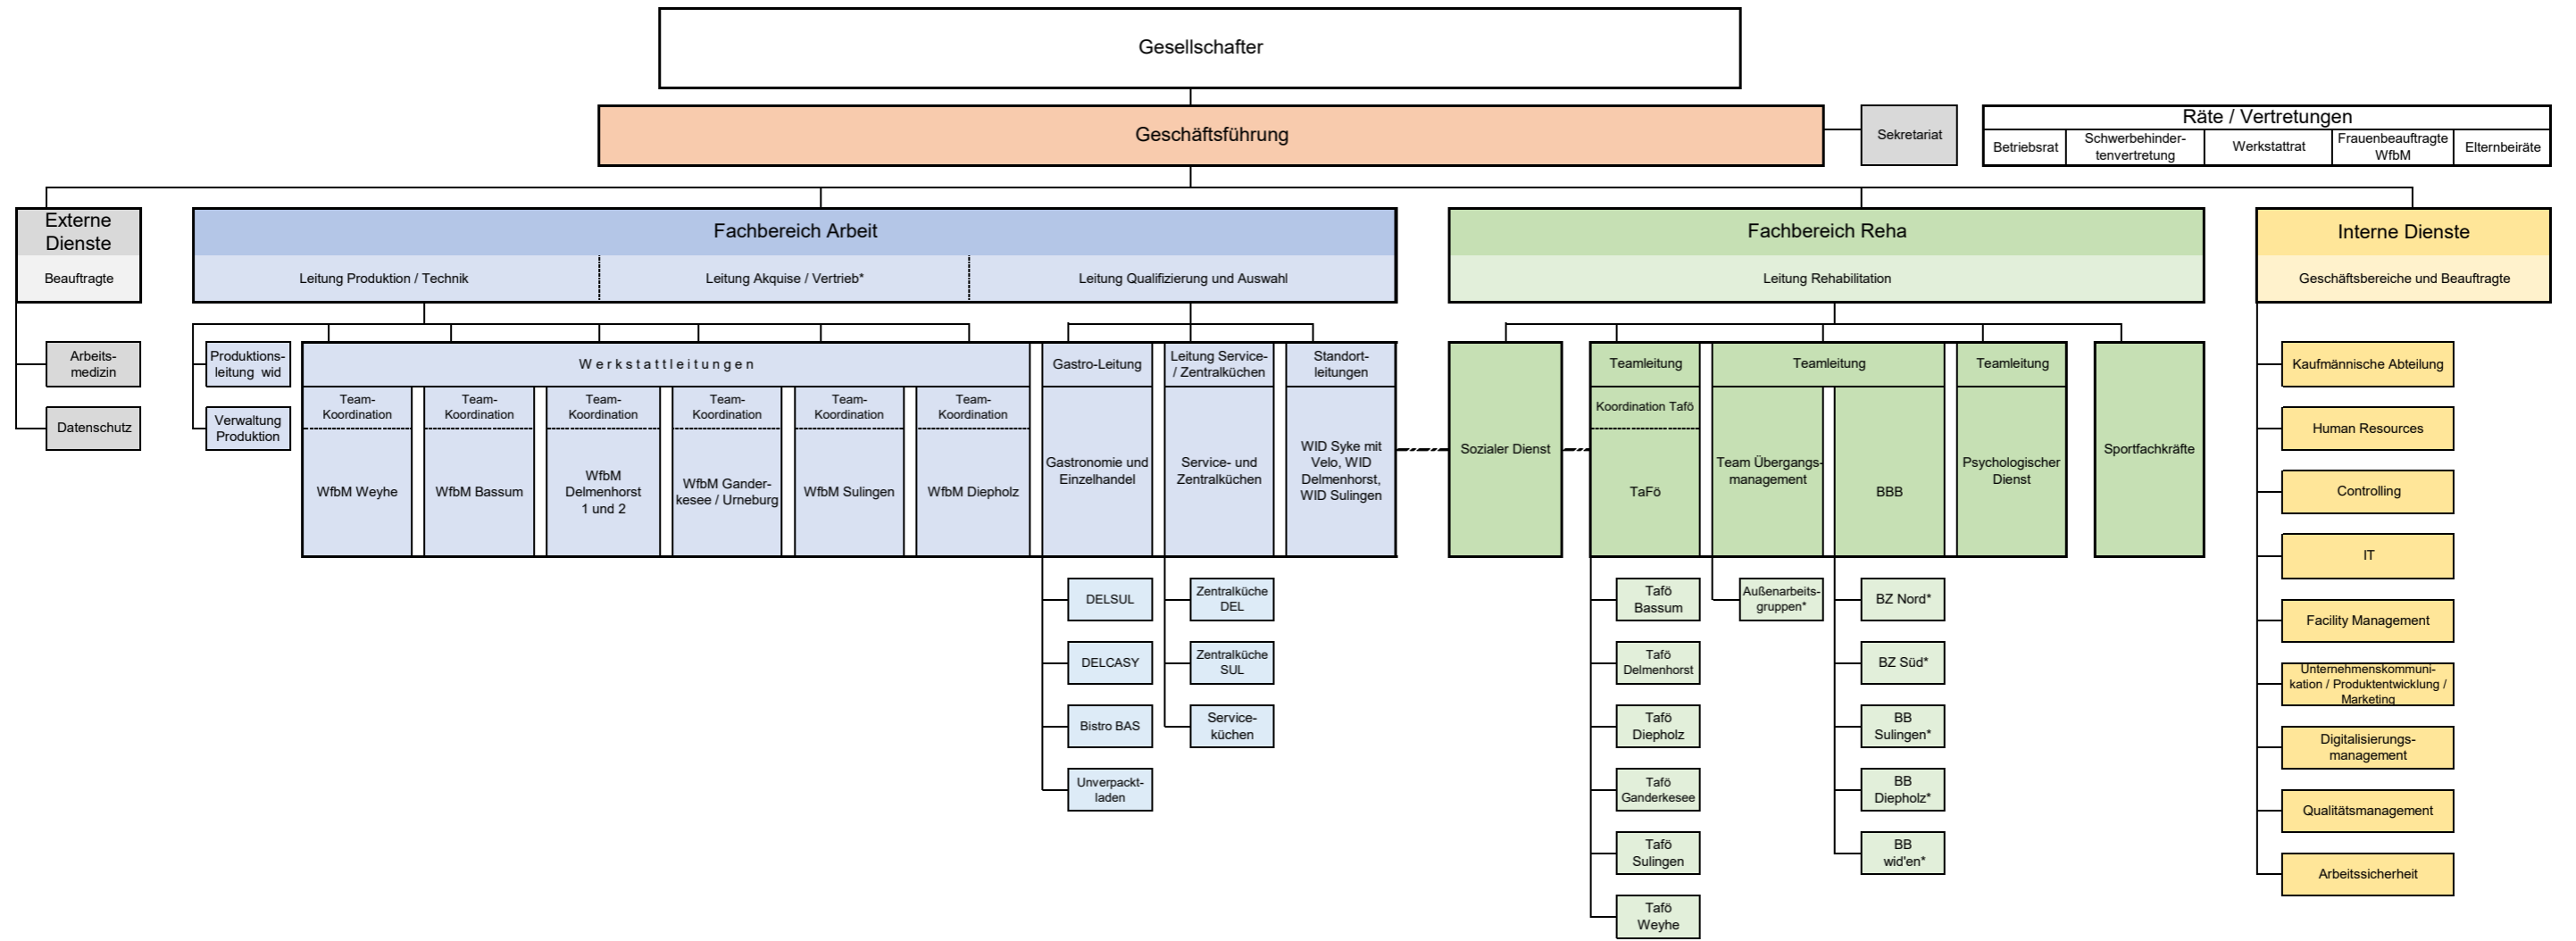 Gesellschafter
Geschäftsführung
Sekretariat
Räte / Vertretungen
Betriebsrat
Schwerbehinder-
tenvertretung
Werkstattrat
Frauenbeauftragte
WfbM
Elternbeiräte
Externe
Dienste
Beauftragte
Fachbereich Arbeit
Leitung Produktion / Technik
Leitung Akquise / Vertrieb*
Leitung Qualifizierung und Auswahl
Fachbereich Reha
Leitung Rehabilitation
Interne Dienste
Geschäftsbereiche und Beauftragte
Arbeits-
medizin
Datenschutz
Produktions-
leitung wid
Verwaltung
Produktion
Werkstattleitungen
Team-
Koordination
WfbM Weyhe
Team-
Koordination
WfbM Bassum
Team-
Koordination
WfbM
Delmenhorst
1 und 2
Team-
Koordination
WfbM Gander-
kesee / Urneburg
Team-
Koordination
WfbM Sulingen
Team-
Koordination
WfbM Diepholz
Gastro-Leitung
Gastronomie und
Einzelhandel
DELSUL
DELCASY
Bistro BAS
Unverpackt-
laden
Leitung Service-
/ Zentralküchen
Service- und
Zentralküchen
Zentralküche
DEL
Zentralküche
SUL
Service-
küchen
Standort-
leitungen
WID Syke mit
Velo, WID
Delmenhorst,
WID Sulingen
Sozialer Dienst
Teamleitung
Koordination Tafö
TaFö
Tafö
Bassum
Tafö
Delmenhorst
Tafö
Diepholz
Tafö
Ganderkesee
Tafö
Sulingen
Tafö
Weyhe
Teamleitung
Team Übergangs-
management
Außenarbeits-
gruppen*
BBB
BZ Nord*
BZ Süd*
BB
Sulingen*
BB
Diepholz*
BB
wid'en*
Teamleitung
Psychologischer
Dienst
Sportfachkräfte
Kaufmännische Abteilung
Human Resources
Controlling
IT
Facility Management
Unternehmenskommuni-
kation / Produktentwicklung /
Marketing
Digitalisierungs-
management
Qualitätsmanagement
Arbeitssicherheit